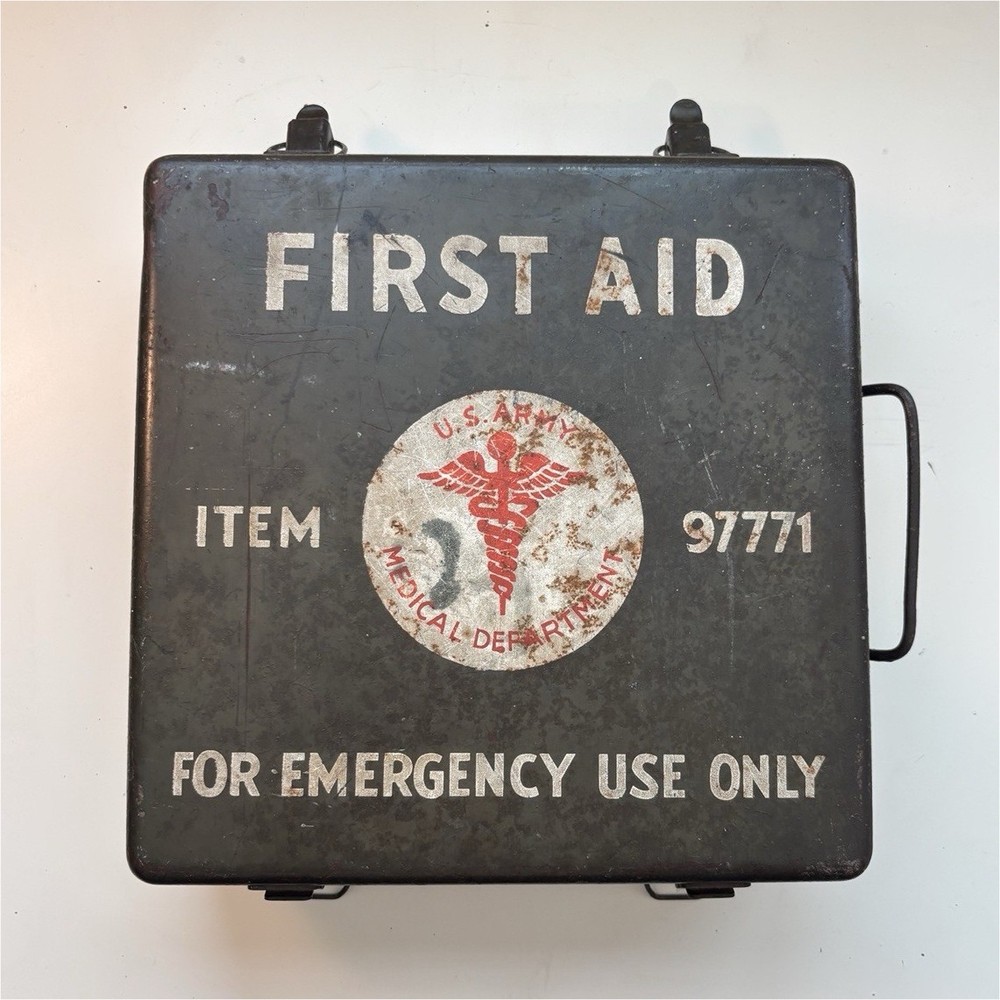 FIRST AID
U.S. ARMY
ITEM 97771
MEDICAL DEPARTMENT
FOR EMERGENCY USE ONLY